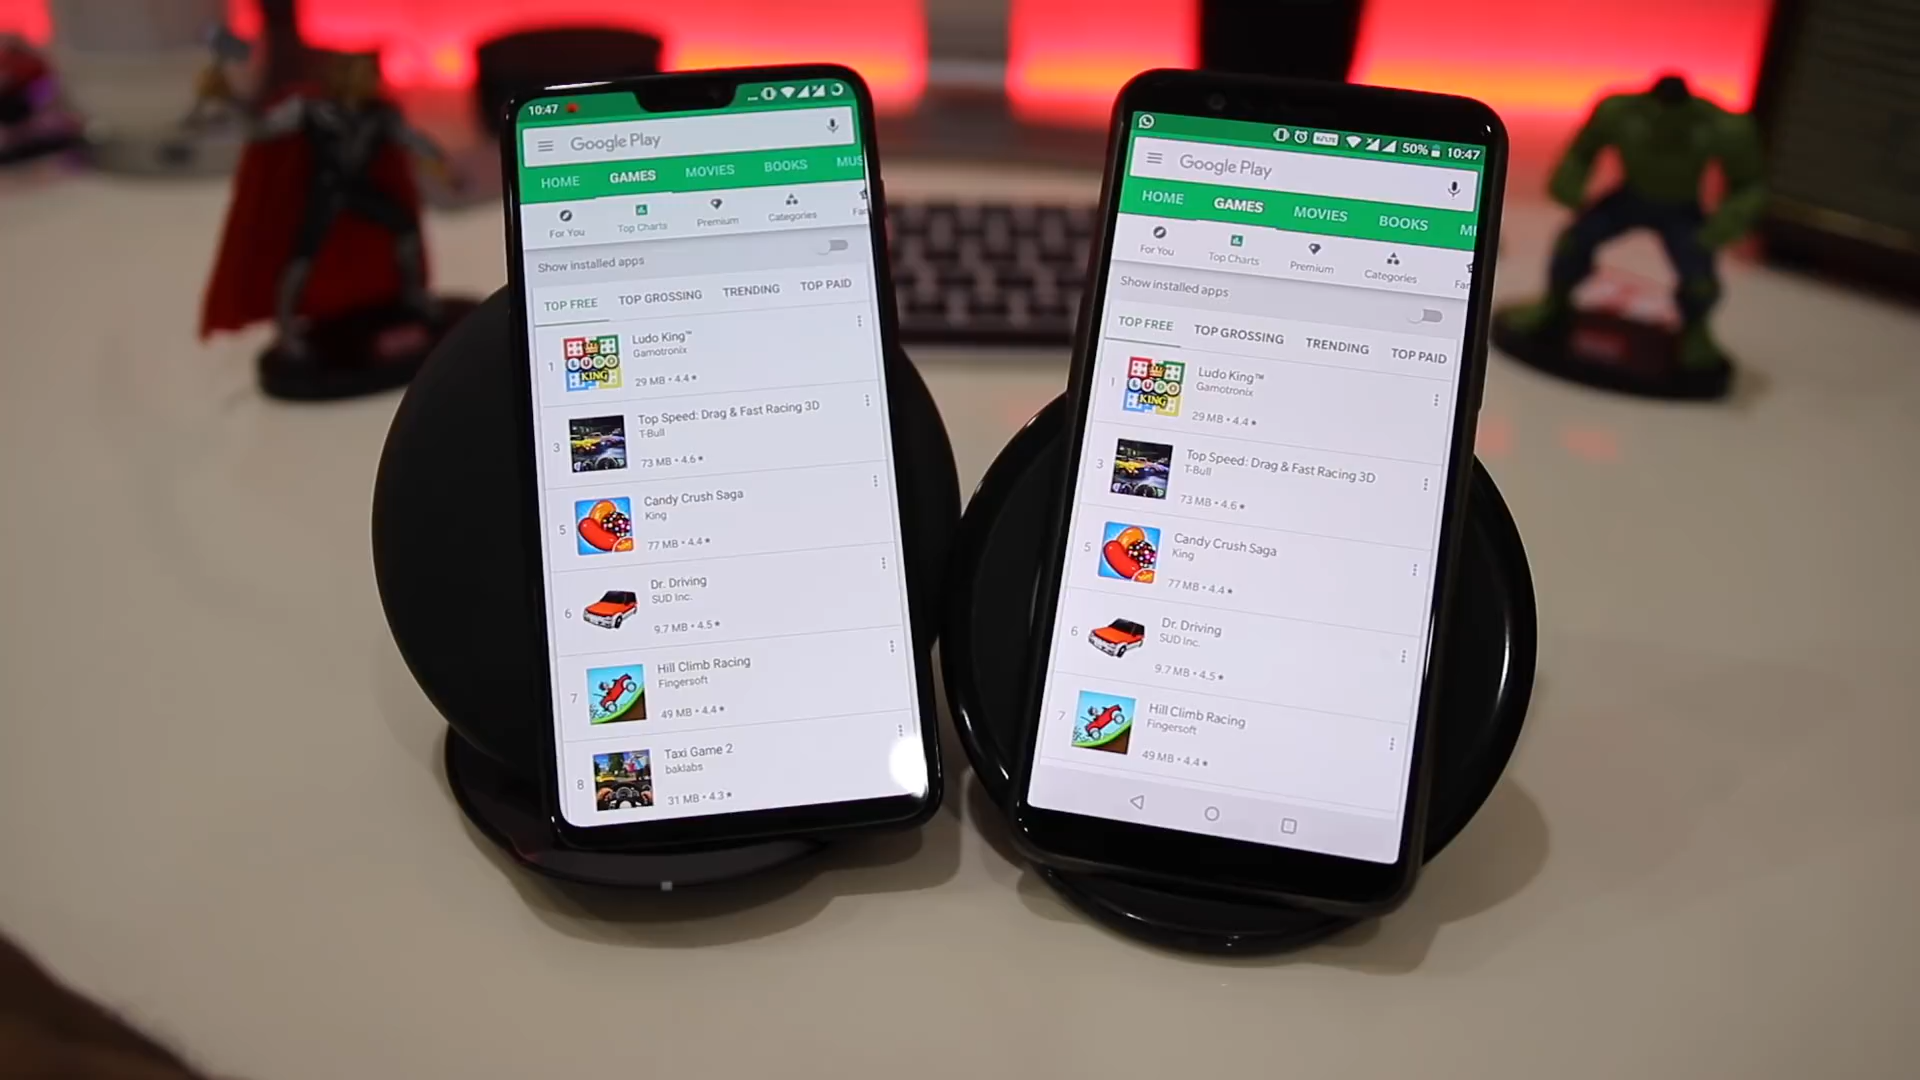 10:47
Google Play
HOME GAMES MOVIES BOOKS MUS
For You Top Charts Premium Categories Fam
Show installed apps
TOP FREE TOP GROSSING TRENDING TOP PAID
1 Ludo King™
Gamotronix
29 MB • 4.4★
LUDO
KING
3 Top Speed: Drag & Fast Racing 3D
T-Bull
73 MB • 4.6★
5 Candy Crush Saga
King
77 MB • 4.4★
6 Dr. Driving
SUD Inc.
9.7 MB • 4.5★
7 Hill Climb Racing
Fingersoft
49 MB • 4.4★
8 Taxi Game 2
baklabs
31 MB • 4.3★
50% 10:47
Google Play
HOME GAMES MOVIES BOOKS MU
For You Top Charts Premium Categories Fam
Show installed apps
TOP FREE TOP GROSSING TRENDING TOP PAID
1 Ludo King™
Gamotronix
29 MB • 4.4★
LUDO
KING
3 Top Speed: Drag & Fast Racing 3D
T-Bull
73 MB • 4.6★
5 Candy Crush Saga
King
77 MB • 4.4★
6 Dr. Driving
SUD Inc.
9.7 MB • 4.5★
7 Hill Climb Racing
Fingersoft
49 MB • 4.4★